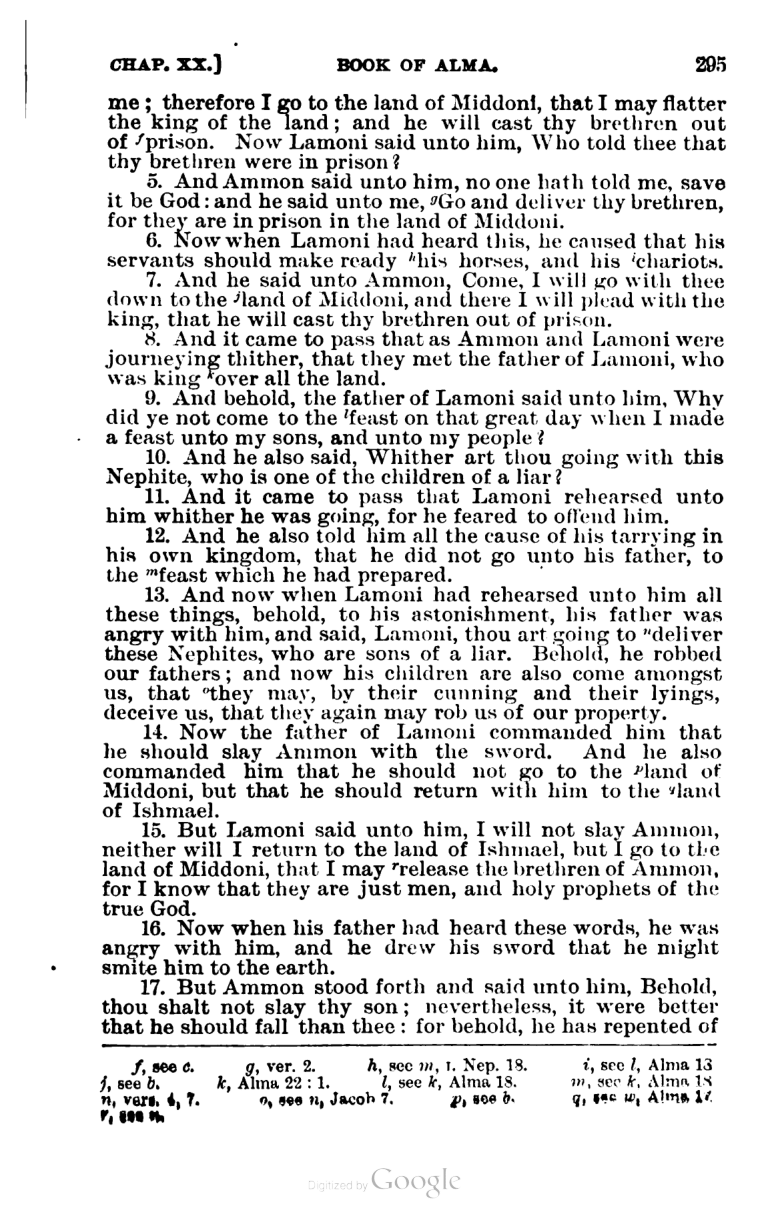 CHAP. XX.] BOOK OF ALMA. 295
me; therefore I go to the land of Middoni, that I may flatter
the king of the land; and he will cast thy brethren out
of ᶠprison. Now Lamoni said unto him, Who told thee that
thy brethren were in prison?
5. And Ammon said unto him, no one hath told me, save
it be God: and he said unto me, ᵍGo and deliver thy brethren,
for they are in prison in the land of Middoni.
6. Now when Lamoni had heard this, he caused that his
servants should make ready ʰhis horses, and his ⁱchariots.
7. And he said unto Ammon, Come, I will go with thee
down to the ʲland of Middoni, and there I will plead with the
king, that he will cast thy brethren out of prison.
8. And it came to pass that as Ammon and Lamoni were
journeying thither, that they met the father of Lamoni, who
was king ᵏover all the land.
9. And behold, the father of Lamoni said unto him, Why
did ye not come to the ˡfeast on that great day when I made
a feast unto my sons, and unto my people?
10. And he also said, Whither art thou going with this
Nephite, who is one of the children of a liar?
11. And it came to pass that Lamoni rehearsed unto
him whither he was going, for he feared to offend him.
12. And he also told him all the cause of his tarrying in
his own kingdom, that he did not go unto his father, to
the ᵐfeast which he had prepared.
13. And now when Lamoni had rehearsed unto him all
these things, behold, to his astonishment, his father was
angry with him, and said, Lamoni, thou art going to ⁿdeliver
these Nephites, who are sons of a liar. Behold, he robbed
our fathers; and now his children are also come amongst
us, that ᵒthey may, by their cunning and their lyings,
deceive us, that they again may rob us of our property.
14. Now the father of Lamoni commanded him that
he should slay Ammon with the sword. And he also
commanded him that he should not go to the ᵖland of
Middoni, but that he should return with him to the qland
of Ishmael.
15. But Lamoni said unto him, I will not slay Ammon,
neither will I return to the land of Ishmael, but I go to the
land of Middoni, that I may ʳrelease the brethren of Ammon,
for I know that they are just men, and holy prophets of the
true God.
16. Now when his father had heard these words, he was
angry with him, and he drew his sword that he might
smite him to the earth.
17. But Ammon stood forth and said unto him, Behold,
thou shalt not slay thy son; nevertheless, it were better
that he should fall than thee: for behold, he has repented of
f, see c. g, ver. 2. h, see m, I. Nep. 18. i, see l, Alma 13
j, see b. k, Alma 22:1. l, see k, Alma 18. m, see k, Alma 18
n, vers. 4, 7. o, see n, Jacob 7. p, see b. q, see w, Alma 17.
r, see n.
Digitized by Google